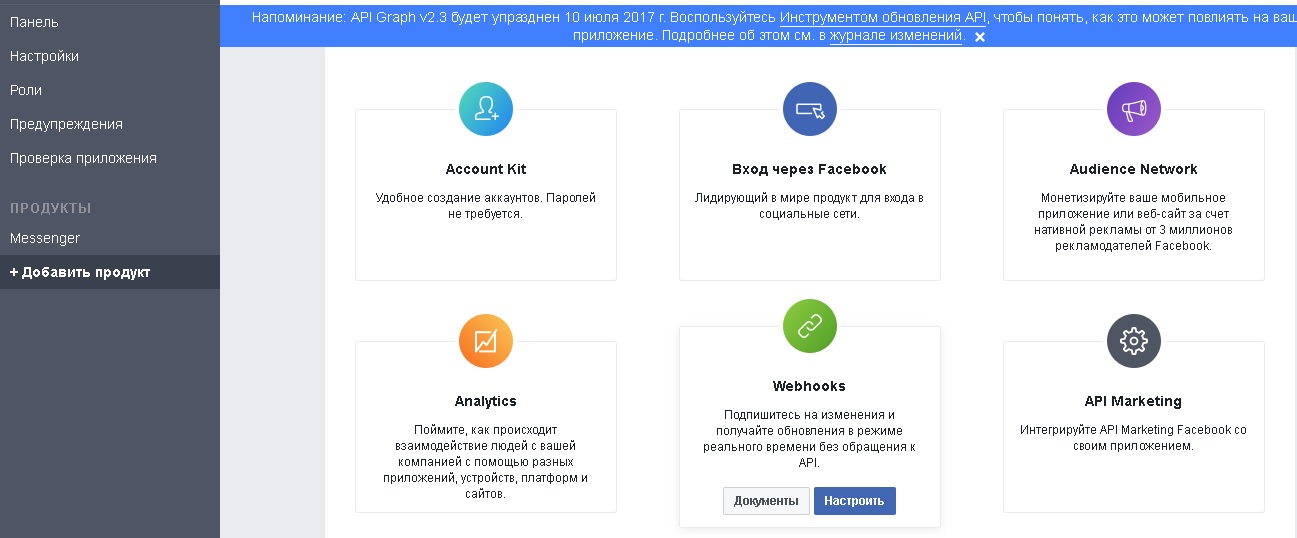 Панель
Настройки
Роли
Предупреждения
Проверка приложения
ПРОДУКТЫ
Messenger
+ Добавить продукт
Напоминание: API Graph v2.3 будет упразднен 10 июля 2017 г. Воспользуйтесь Инструментом обновления API, чтобы понять, как это может повлиять на ваш
приложение. Подробнее об этом см. в журнале изменений. ×
Account Kit
Удобное создание аккаунтов. Паролей
не требуется.
Вход через Facebook
Лидирующий в мире продукт для входа в
социальные сети.
Audience Network
Монетизируйте ваше мобильное
приложение или веб-сайт за счет
нативной рекламы от 3 миллионов
рекламодателей Facebook.
Analytics
Поймите, как происходит
взаимодействие людей с вашей
компанией с помощью разных
приложений, устройств, платформ и
сайтов.
Webhooks
Подпишитесь на изменения и
получайте обновления в режиме
реального времени без обращения к
API.
Документы
Настроить
API Marketing
Интегрируйте API Marketing Facebook со
своим приложением.